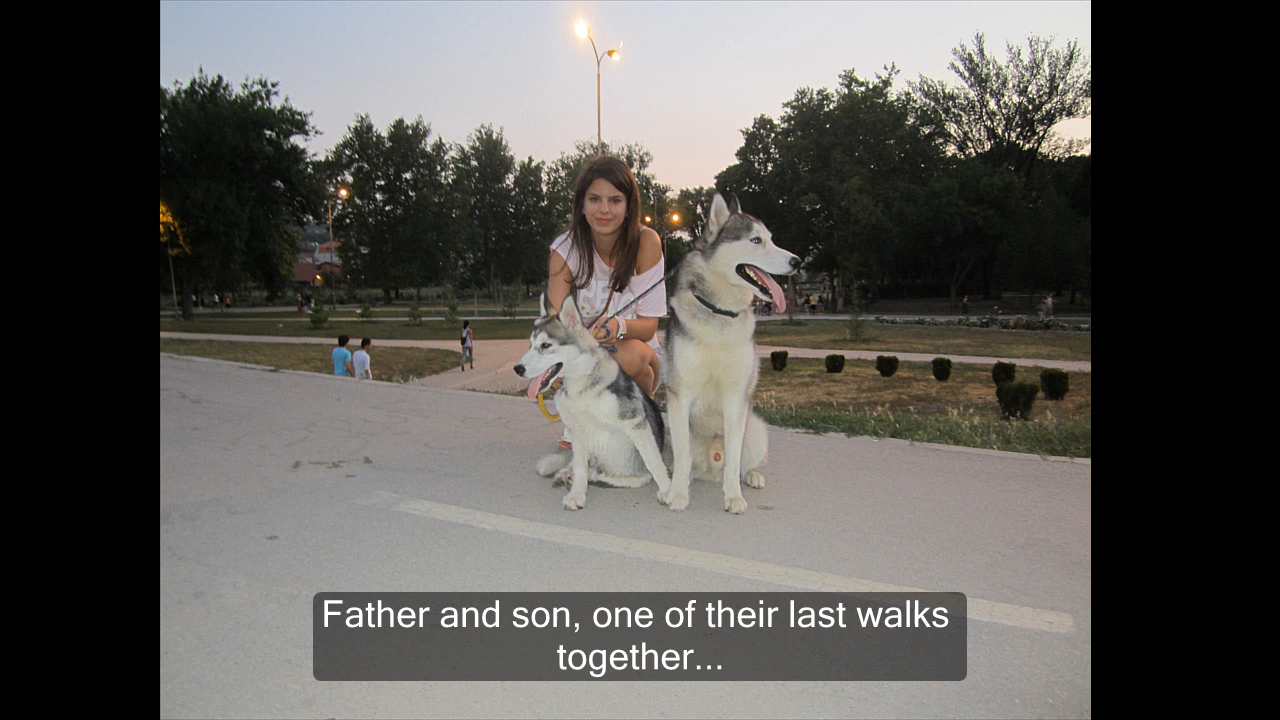 Father and son, one of their last walks
together...